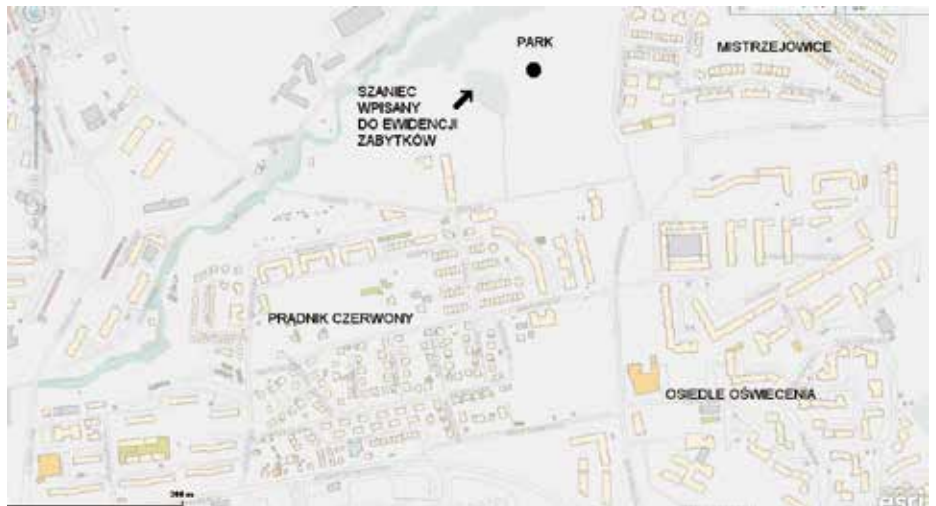 PARK
MISTRZEJOWICE
SZANIEC
WPISANY
DO EWIDENCJI
ZABYTKÓW
PRĄDNIK CZERWONY
OSIEDLE OŚWIECENIA
esri